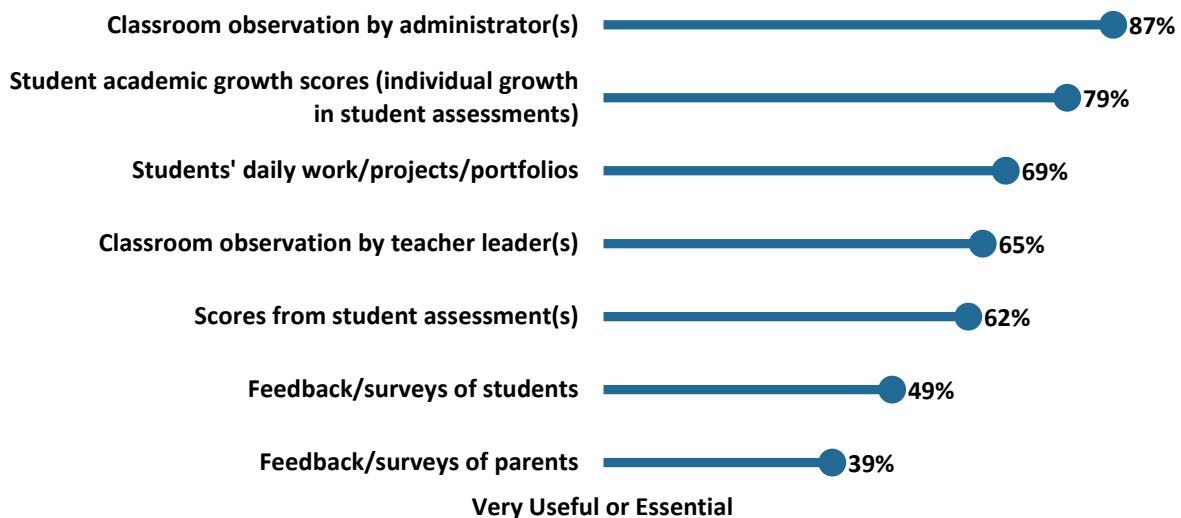 Classroom observation by administrator(s) 87%
Student academic growth scores (individual growth
in student assessments) 79%
Students' daily work/projects/portfolios 69%
Classroom observation by teacher leader(s) 65%
Scores from student assessment(s) 62%
Feedback/surveys of students 49%
Feedback/surveys of parents 39%
Very Useful or Essential